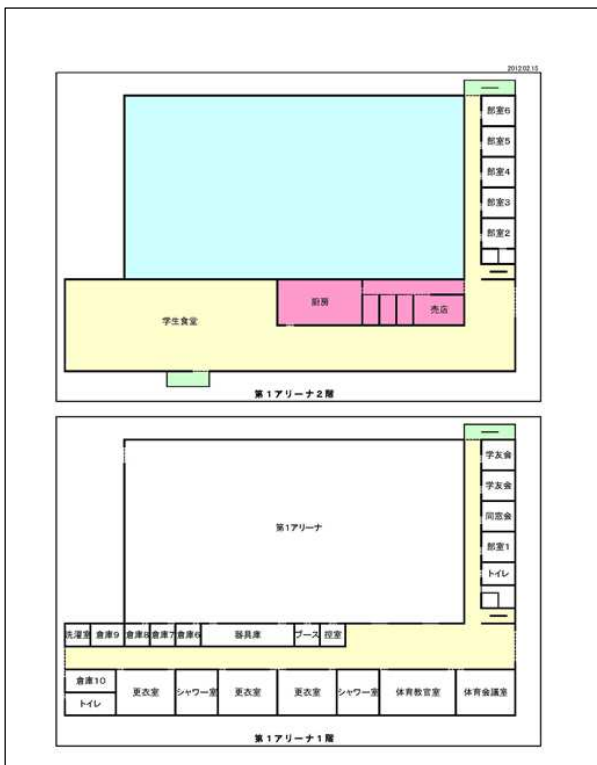 2012.02.15
部室6
部室5
部室4
部室3
部室2
厨房
売店
学生食堂
第1アリーナ2階
学友会
学友会
同窓会
部室1
トイレ
第1アリーナ
洗濯室 倉庫9 倉庫8 倉庫7 倉庫6 器具庫 ブース 控室
倉庫10
トイレ
更衣室 シャワー室 更衣室 更衣室 シャワー室 体育教官室 体育会議室
第1アリーナ1階